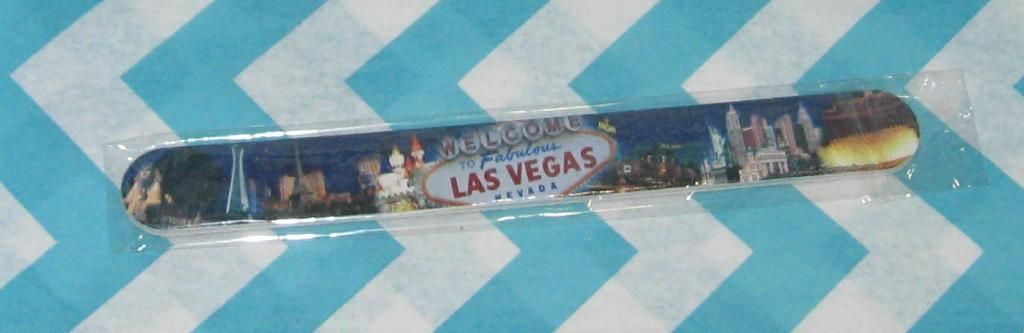 WELCOME
TO Fabulous
LAS VEGAS
NEVADA